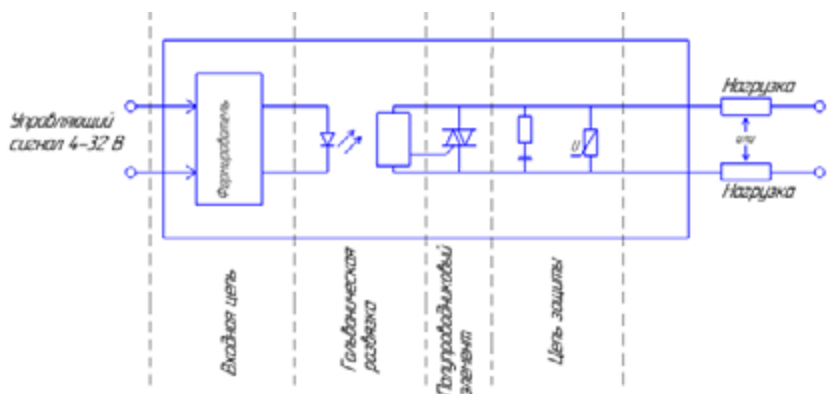 Управляющий
сигнал 4-32 В
Формирователь
U
Нагрузка
или
Нагрузка
Входная цепь
Гальваническая
развязка
Полупроводниковый
элемент
Цепь защиты